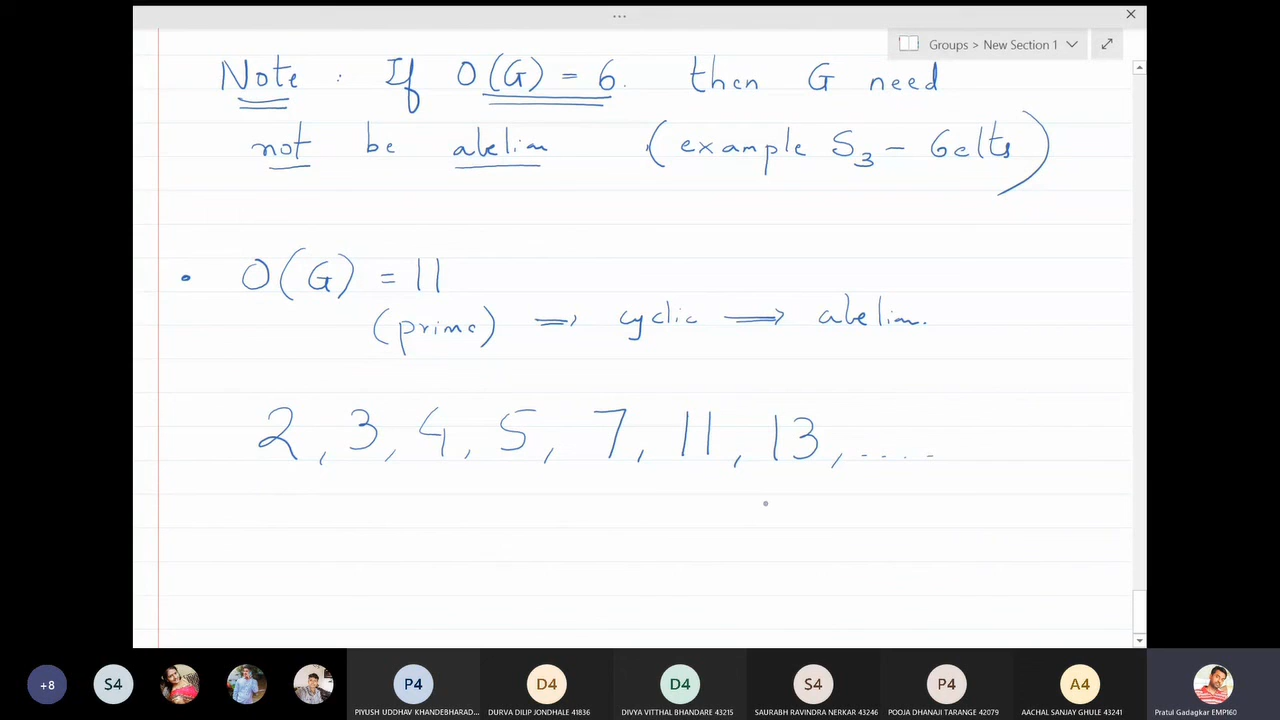 Groups > New Section 1
Note : If O(G) = 6. then G need
not be abelian (example S3 - 6elts)
• O(G) = 11
(prime) ⇒ cyclic ⟹ abelian.
2, 3, 4, 5, 7, 11, 13, ....
+8 S4 P4 D4 D4 S4 P4 A4
PIYUSH UDDHAV KHANDEBHARAD... DURVA DILIP JONDHALE 41836 DIVYA VITTHAL BHANDARE 43215 SAURABH RAVINDRA NERKAR 43246 POOJA DHANAJI TARANGE 42079 AACHAL SANJAY GHULE 43241 Pratul Gadagkar EMP160